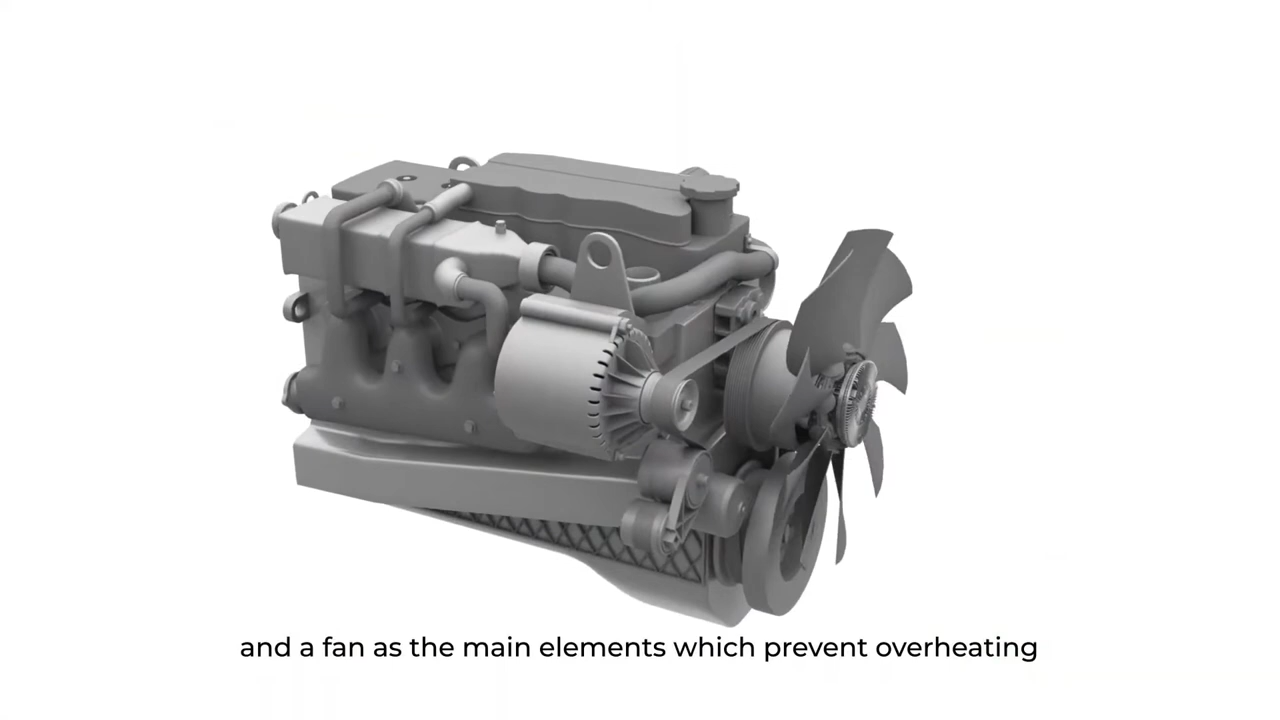 and a fan as the main elements which prevent overheating